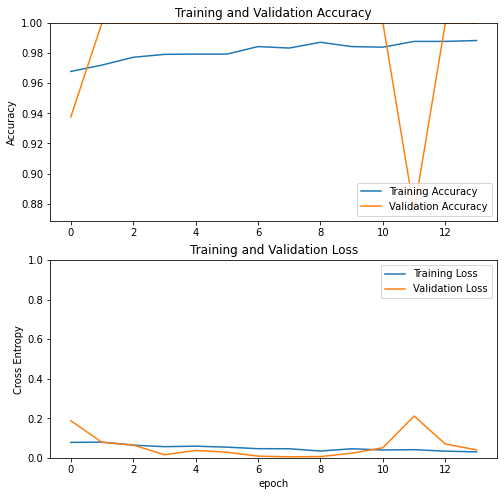 Training and Validation Accuracy
Accuracy
1.00
0.98
0.96
0.94
0.92
0.90
0.88
Training Accuracy
Validation Accuracy
0 2 4 6 8 10 12
Training and Validation Loss
Cross Entropy
1.0
0.8
0.6
0.4
0.2
0.0
Training Loss
Validation Loss
0 2 4 6 8 10 12
epoch